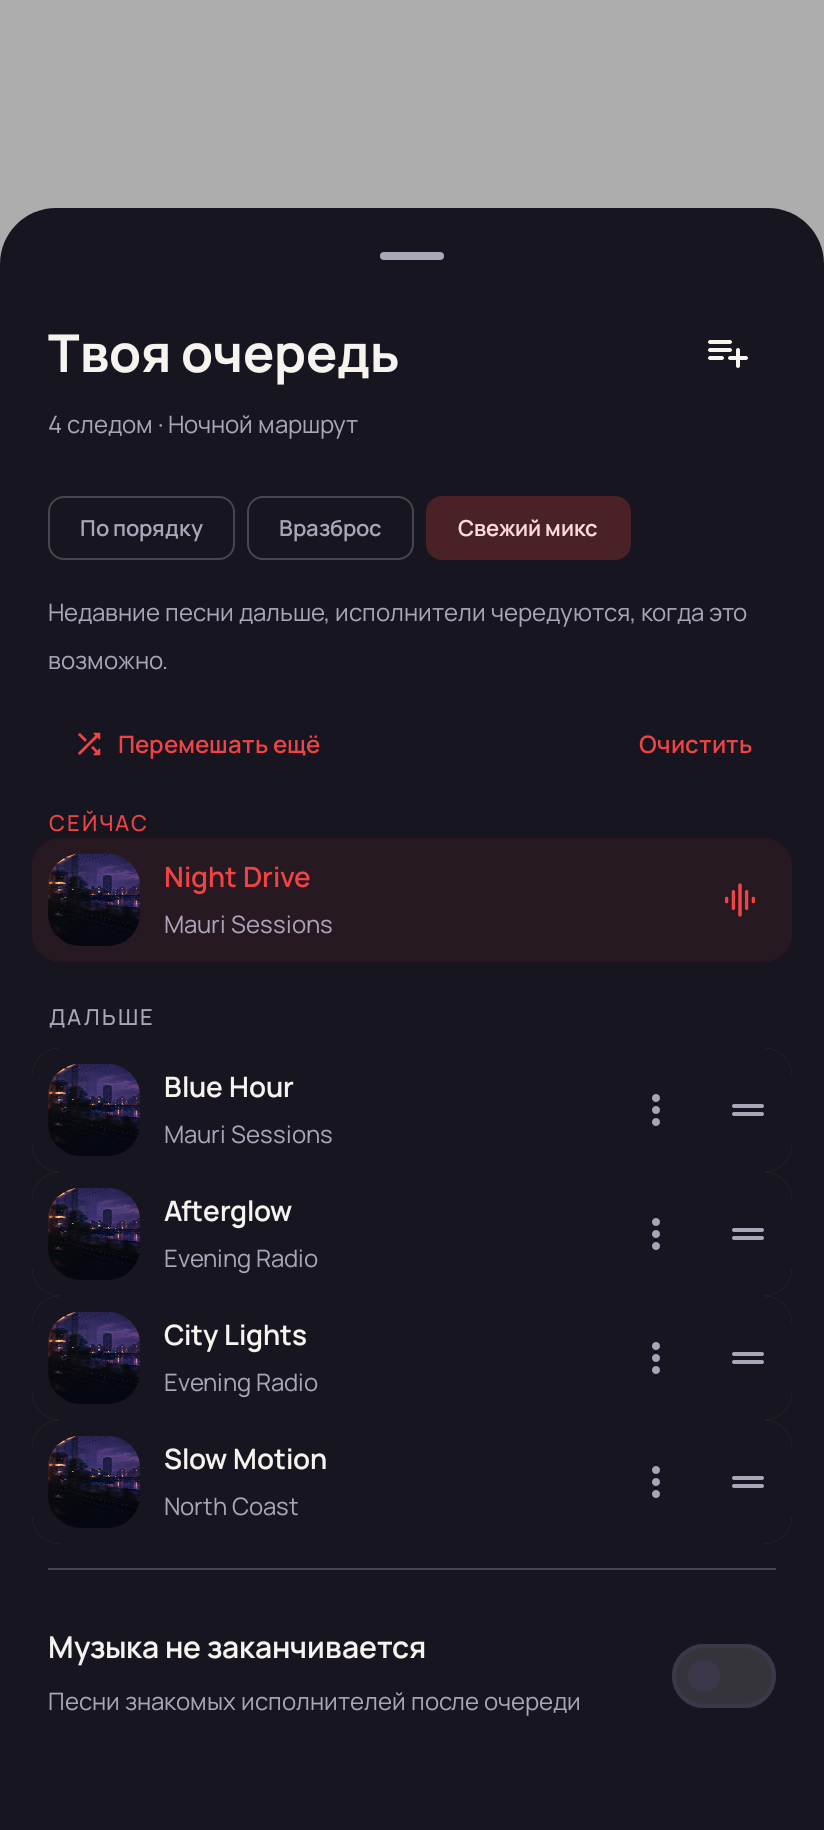 Твоя очередь
4 следом · Ночной маршрут
По порядку
Вразброс
Свежий микс
Недавние песни дальше, исполнители чередуются, когда это
возможно.
Перемешать ещё
Очистить
СЕЙЧАС
Night Drive
Mauri Sessions
ДАЛЬШЕ
Blue Hour
Mauri Sessions
Afterglow
Evening Radio
City Lights
Evening Radio
Slow Motion
North Coast
Музыка не заканчивается
Песни знакомых исполнителей после очереди